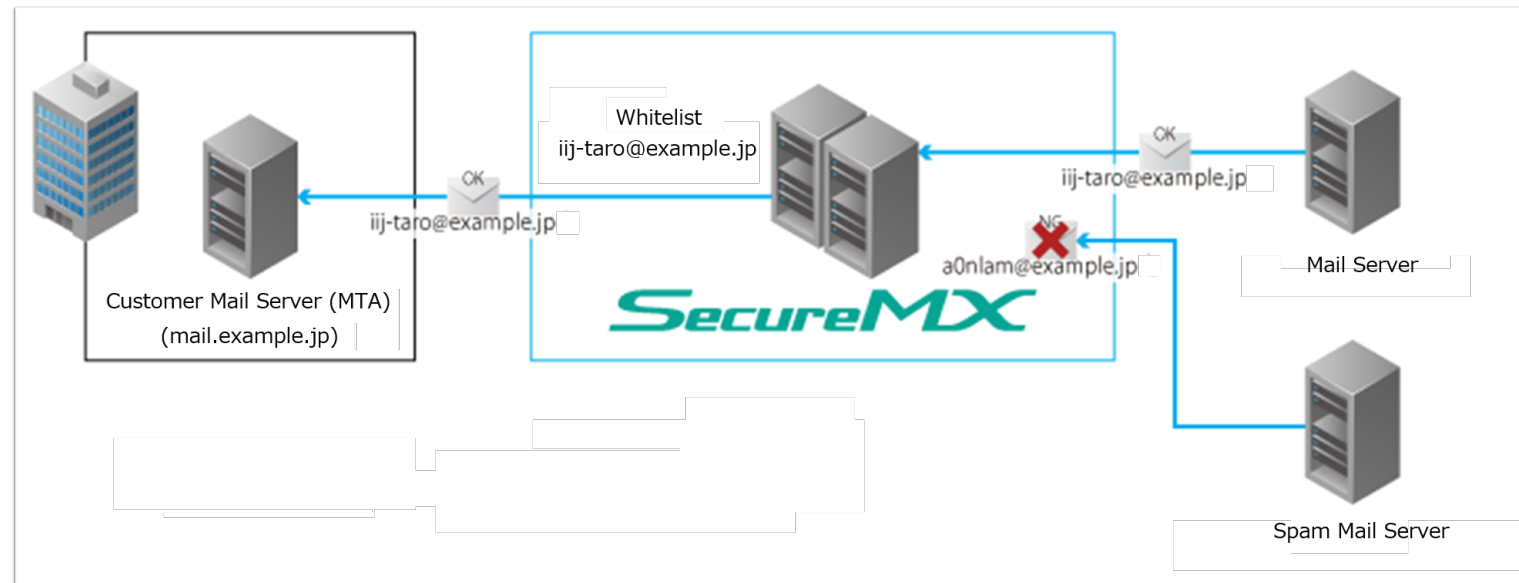 Whitelist
iij-taro@example.jp
OK
iij-taro@example.jp
OK
iij-taro@example.jp
NG
a0nlam@example.jp
Mail Server
Customer Mail Server (MTA)
(mail.example.jp)
SecureMX
Spam Mail Server